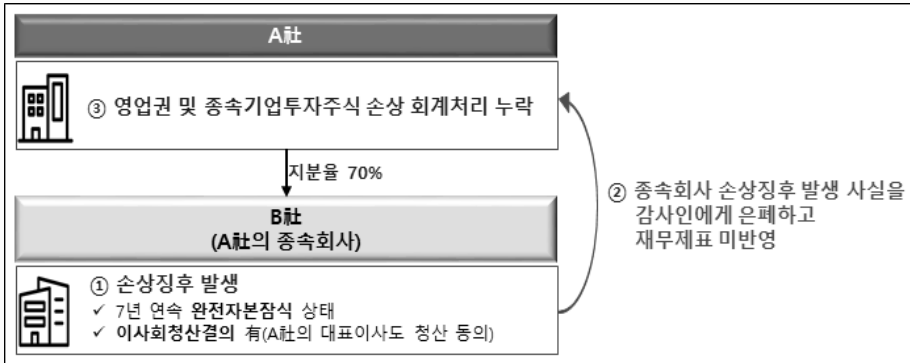 A社
③ 영업권 및 종속기업투자주식 손상 회계처리 누락
지분율 70%
B社
(A社의 종속회사)
① 손상징후 발생
✓ 7년 연속 완전자본잠식 상태
✓ 이사회청산결의 有(A社의 대표이사도 청산 동의)
② 종속회사 손상징후 발생 사실을
감사인에게 은폐하고
재무제표 미반영